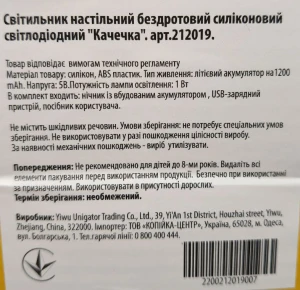 Світильник настільний бездротовий силіконовий
світлодіодний "Качечка". арт.212019.
Товар відповідає вимогам технічного регламенту
Матеріал товару: силікон, ABS пластик. Тип живлення: літієвий акумулятор на1200
mAh. Напруга 5В.Потужність лампи освітлення: 1 Вт
В комплект входить: нічник із вбудованим акумулятором , USB-зарядний
пристрій, посібник користувача.
Не містить шкідливих речовин. Умови зберігання: не потребує спеціальних умов
зберігання. Не використовувати у разі пошкодження цілісності виробу.
За наявності механічних пошкоджень - виріб утилізувати.
Попередження: Не рекомендовано для дітей до 8-ми років. Видаліть всі
елементи пакування перед використанням продукції. Безпечно при використанні
за призначенням. Використовувати в присутності дорослих.
Термін зберігання: необмежений.
Виробник: Yiwu Unigator Trading Co., Ltd., 39, Yi'An 1st District, Houzhai street, Yiwu,
Zhejiang, China, 322000. Імпортер: ТОВ «КОПІЙКА-ЦЕНТР», Україна, 65028, м. Одеса,
вул. Болгарська, 1. Тел.гарячої лінії: 0 800 400 444.
2200212019007